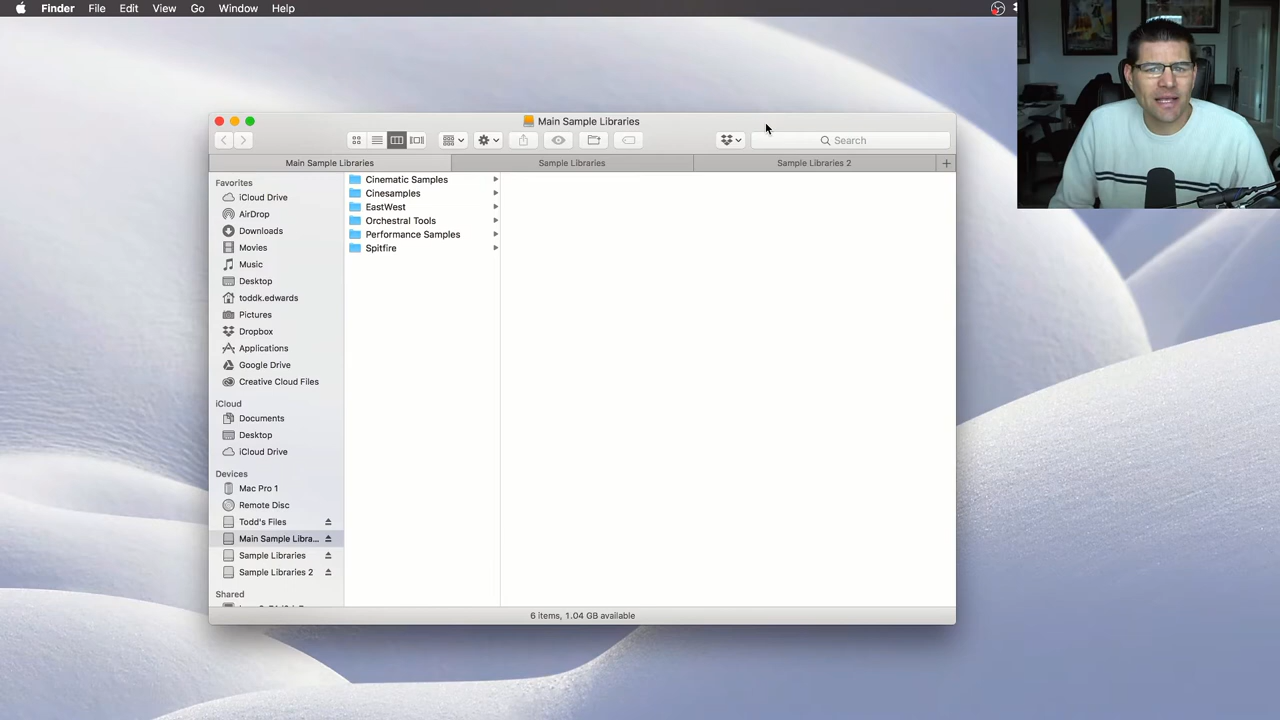 Finder File Edit View Go Window Help
Main Sample Libraries
Search
Main Sample Libraries Sample Libraries Sample Libraries 2 +
Favorites
iCloud Drive
AirDrop
Downloads
Movies
Music
Desktop
toddk.edwards
Pictures
Dropbox
Applications
Google Drive
Creative Cloud Files
iCloud
Documents
Desktop
iCloud Drive
Devices
Mac Pro 1
Remote Disc
Todd's Files
Main Sample Libra...
Sample Libraries
Sample Libraries 2
Shared
Cinematic Samples
Cinesamples
EastWest
Orchestral Tools
Performance Samples
Spitfire
6 items, 1.04 GB available